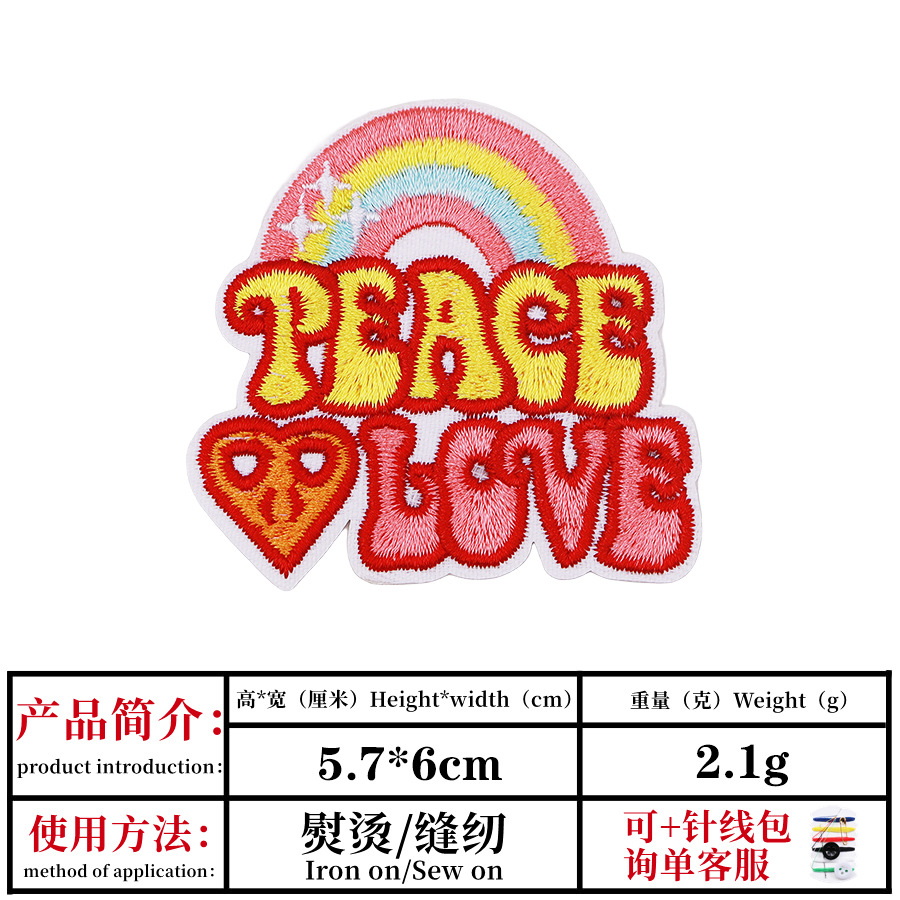 PEACE
LOVE
产品简介：
product introduction：
高*宽（厘米）Height*width（cm）
重量（克）Weight（g）
5.7*6cm
2.1g
使用方法：
method of application：
熨烫/缝纫
Iron on/Sew on
可+针线包
询单客服